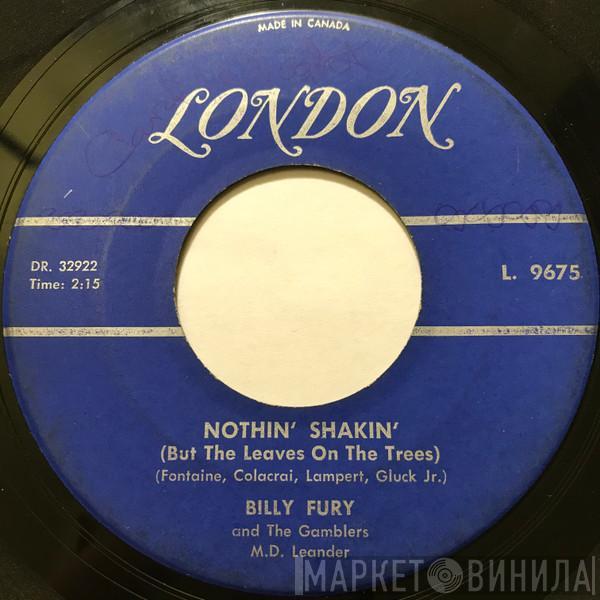 MADE IN CANADA
LONDON
DR. 32922
Time: 2:15
L. 9675
NOTHIN' SHAKIN'
(But The Leaves On The Trees)
(Fontaine, Colacrai, Lampert, Gluck Jr.)
BILLY FURY
and The Gamblers
M.D. Leander
МАРКЕТ ВИНИЛА